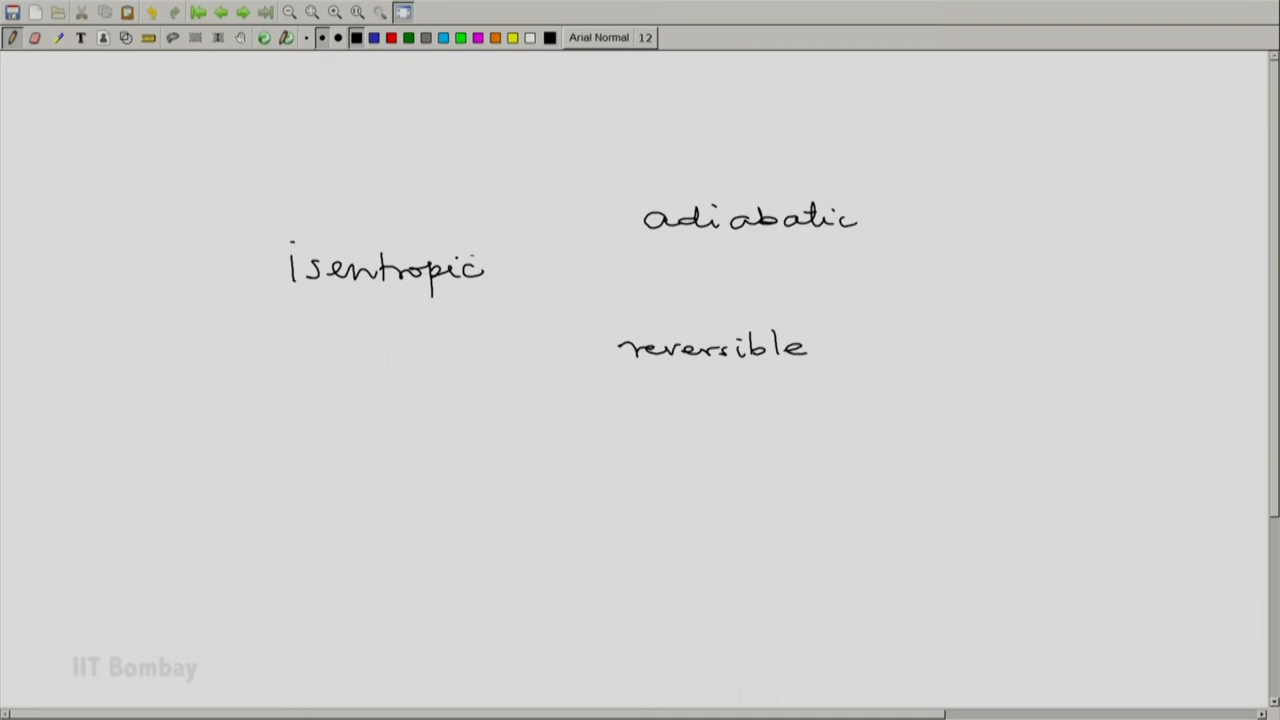 Arial Normal 12
adiabatic
isentropic
reversible
IIT Bombay